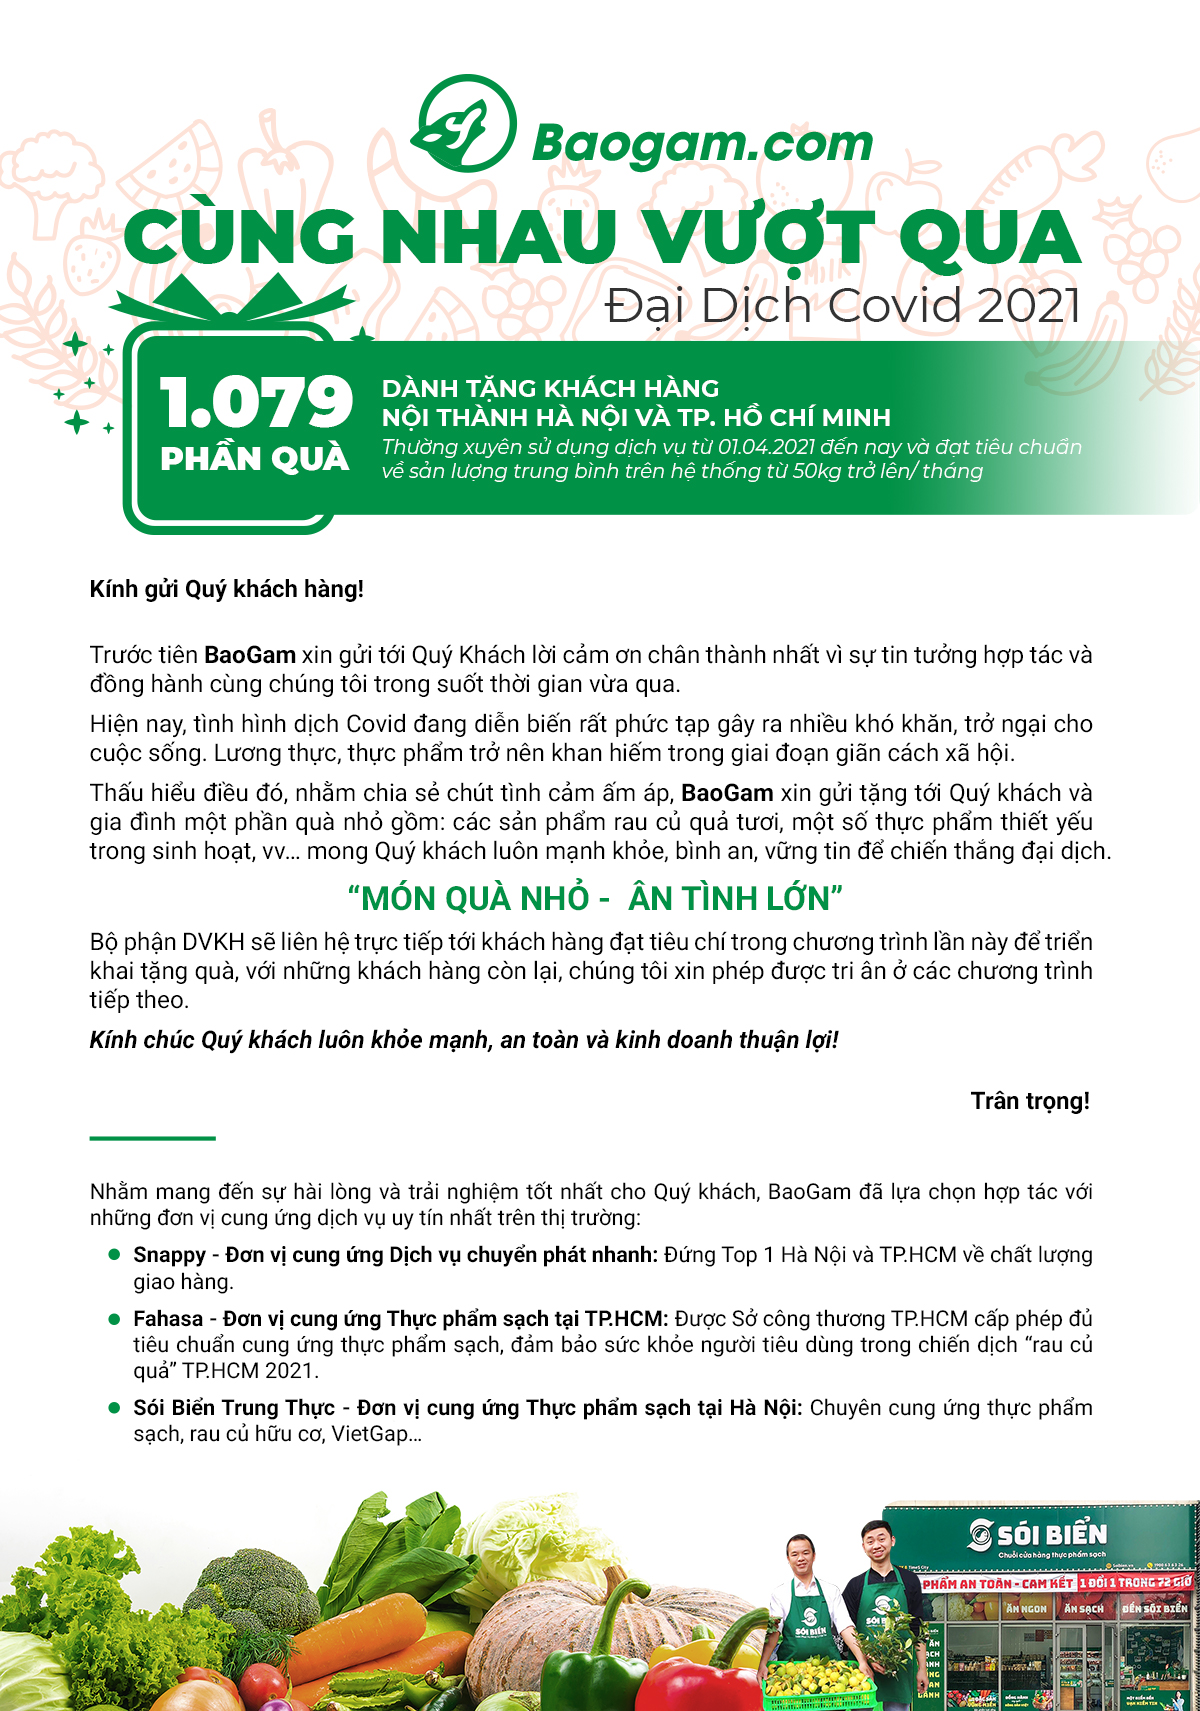 Baogam.com
CÙNG NHAU VƯỢT QUA
Đại Dịch Covid 2021
1.079
PHẦN QUÀ
DÀNH TẶNG KHÁCH HÀNG
NỘI THÀNH HÀ NỘI VÀ TP. HỒ CHÍ MINH
Thường xuyên sử dụng dịch vụ từ 01.04.2021 đến nay và đạt tiêu chuẩn
về sản lượng trung bình trên hệ thống từ 50kg trở lên/ tháng
Kính gửi Quý khách hàng!
Trước tiên BaoGam xin gửi tới Quý Khách lời cảm ơn chân thành nhất vì sự tin tưởng hợp tác và
đồng hành cùng chúng tôi trong suốt thời gian vừa qua.
Hiện nay, tình hình dịch Covid đang diễn biến rất phức tạp gây ra nhiều khó khăn, trở ngại cho
cuộc sống. Lương thực, thực phẩm trở nên khan hiếm trong giai đoạn giãn cách xã hội.
Thấu hiểu điều đó, nhằm chia sẻ chút tình cảm ấm áp, BaoGam xin gửi tặng tới Quý khách và
gia đình một phần quà nhỏ gồm: các sản phẩm rau củ quả tươi, một số thực phẩm thiết yếu
trong sinh hoạt, vv... mong Quý khách luôn mạnh khỏe, bình an, vững tin để chiến thắng đại dịch.
“MÓN QUÀ NHỎ - ÂN TÌNH LỚN”
Bộ phận DVKH sẽ liên hệ trực tiếp tới khách hàng đạt tiêu chí trong chương trình lần này để triển
khai tặng quà, với những khách hàng còn lại, chúng tôi xin phép được tri ân ở các chương trình
tiếp theo.
Kính chúc Quý khách luôn khỏe mạnh, an toàn và kinh doanh thuận lợi!
Trân trọng!
Nhằm mang đến sự hài lòng và trải nghiệm tốt nhất cho Quý khách, BaoGam đã lựa chọn hợp tác với
những đơn vị cung ứng dịch vụ uy tín nhất trên thị trường:
Snappy - Đơn vị cung ứng Dịch vụ chuyển phát nhanh: Đứng Top 1 Hà Nội và TP.HCM về chất lượng
giao hàng.
Fahasa - Đơn vị cung ứng Thực phẩm sạch tại TP.HCM: Được Sở công thương TP.HCM cấp phép đủ
tiêu chuẩn cung ứng thực phẩm sạch, đảm bảo sức khỏe người tiêu dùng trong chiến dịch “rau củ
quả” TP.HCM 2021.
Sói Biển Trung Thực - Đơn vị cung ứng Thực phẩm sạch tại Hà Nội: Chuyên cung ứng thực phẩm
sạch, rau củ hữu cơ, VietGap...
SÓI BIỂN
Chuỗi cửa hàng thực phẩm sạch
PHẨM AN TOÀN - CAM KẾT 1 ĐỔI 1 TRONG 72 GIỜ
ĂN NGON
ĂN SẠCH
ĐẾN SÓI BIỂN
SÓI BIỂN